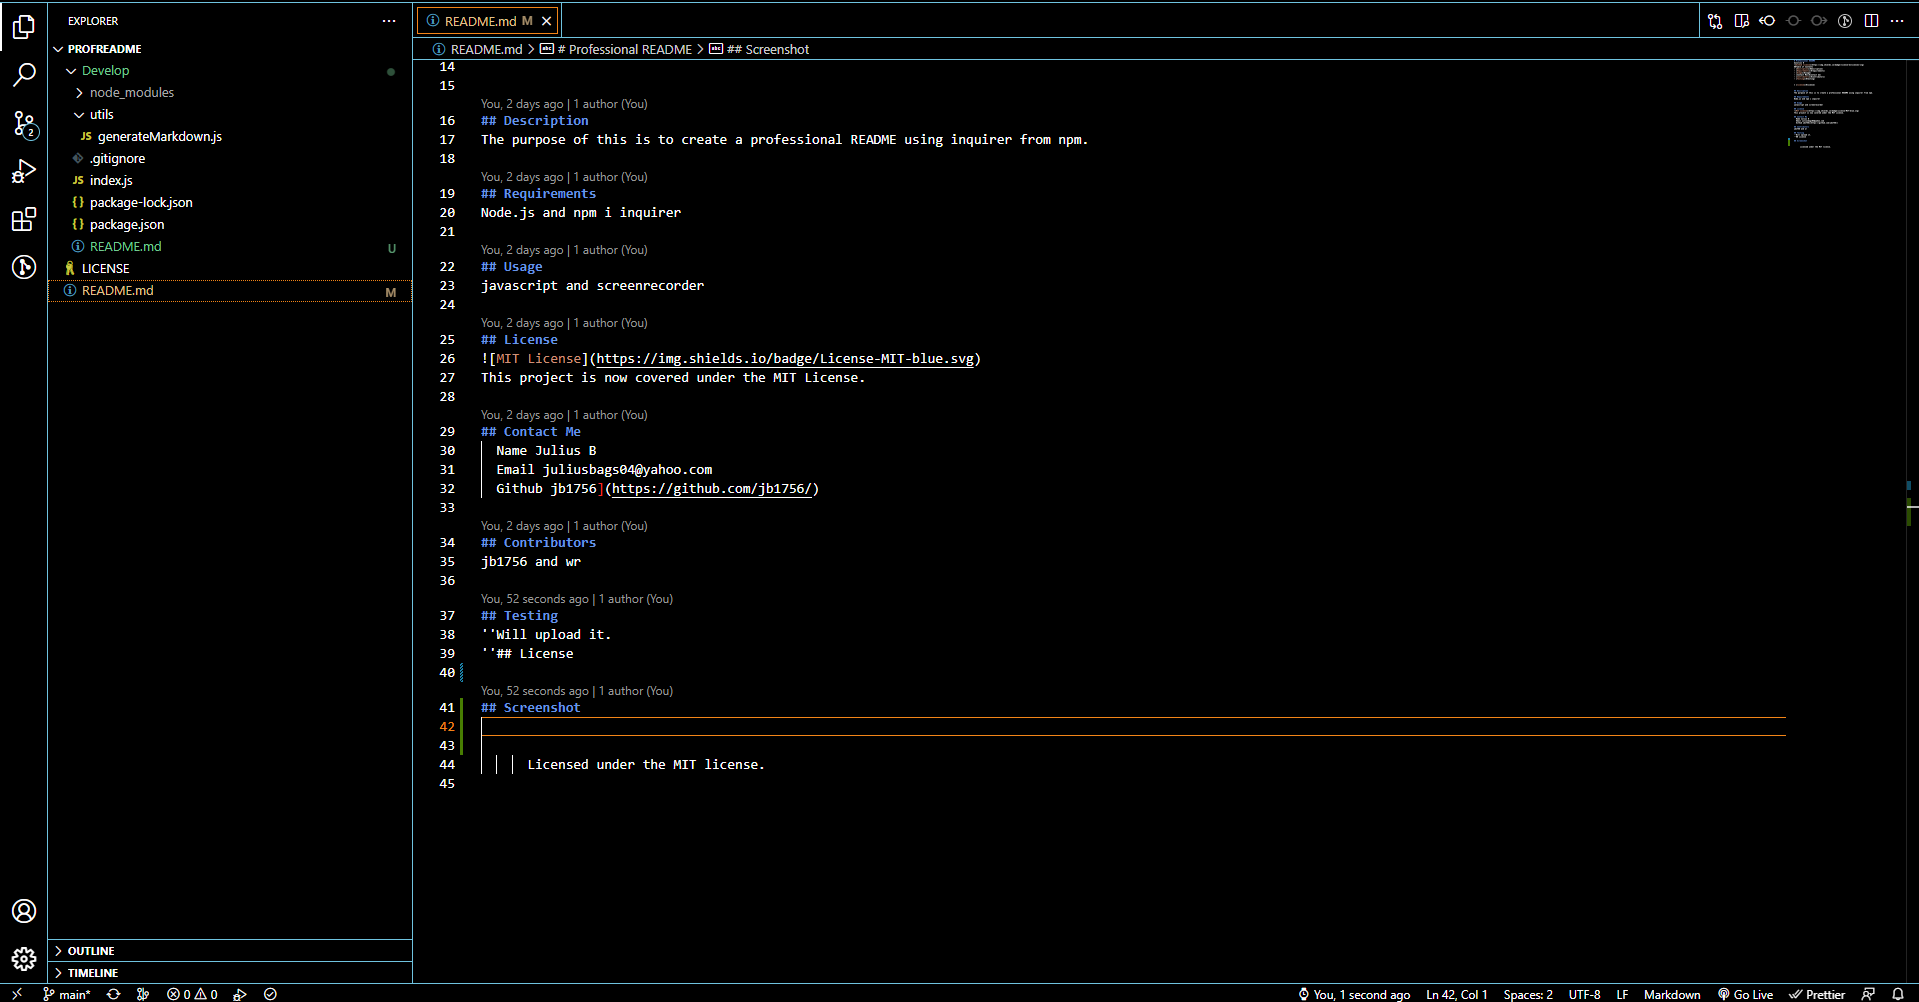 EXPLORER
PROFREADME
Develop
node_modules
utils
JS generateMarkdown.js
.gitignore
JS index.js
{} package-lock.json
{} package.json
README.md U
LICENSE
README.md M
OUTLINE
TIMELINE
README.md M
README.md > # Professional README > ## Screenshot
14
15
You, 2 days ago | 1 author (You)
16 ## Description
17 The purpose of this is to create a professional README using inquirer from npm.
18
You, 2 days ago | 1 author (You)
19 ## Requirements
20 Node.js and npm i inquirer
21
You, 2 days ago | 1 author (You)
22 ## Usage
23 javascript and screenrecorder
24
You, 2 days ago | 1 author (You)
25 ## License
26 ![MIT License](https://img.shields.io/badge/License-MIT-blue.svg)
27 This project is now covered under the MIT License.
28
You, 2 days ago | 1 author (You)
29 ## Contact Me
30 Name Julius B
31 Email juliusbags04@yahoo.com
32 Github jb1756](https://github.com/jb1756/)
33
You, 2 days ago | 1 author (You)
34 ## Contributors
35 jb1756 and wr
36
You, 52 seconds ago | 1 author (You)
37 ## Testing
38 ''Will upload it.
39 ''## License
40
You, 52 seconds ago | 1 author (You)
41 ## Screenshot
42
43
44 Licensed under the MIT license.
45
2
main* 0 0 You, 1 second ago Ln 42, Col 1 Spaces: 2 UTF-8 LF Markdown Go Live Prettier